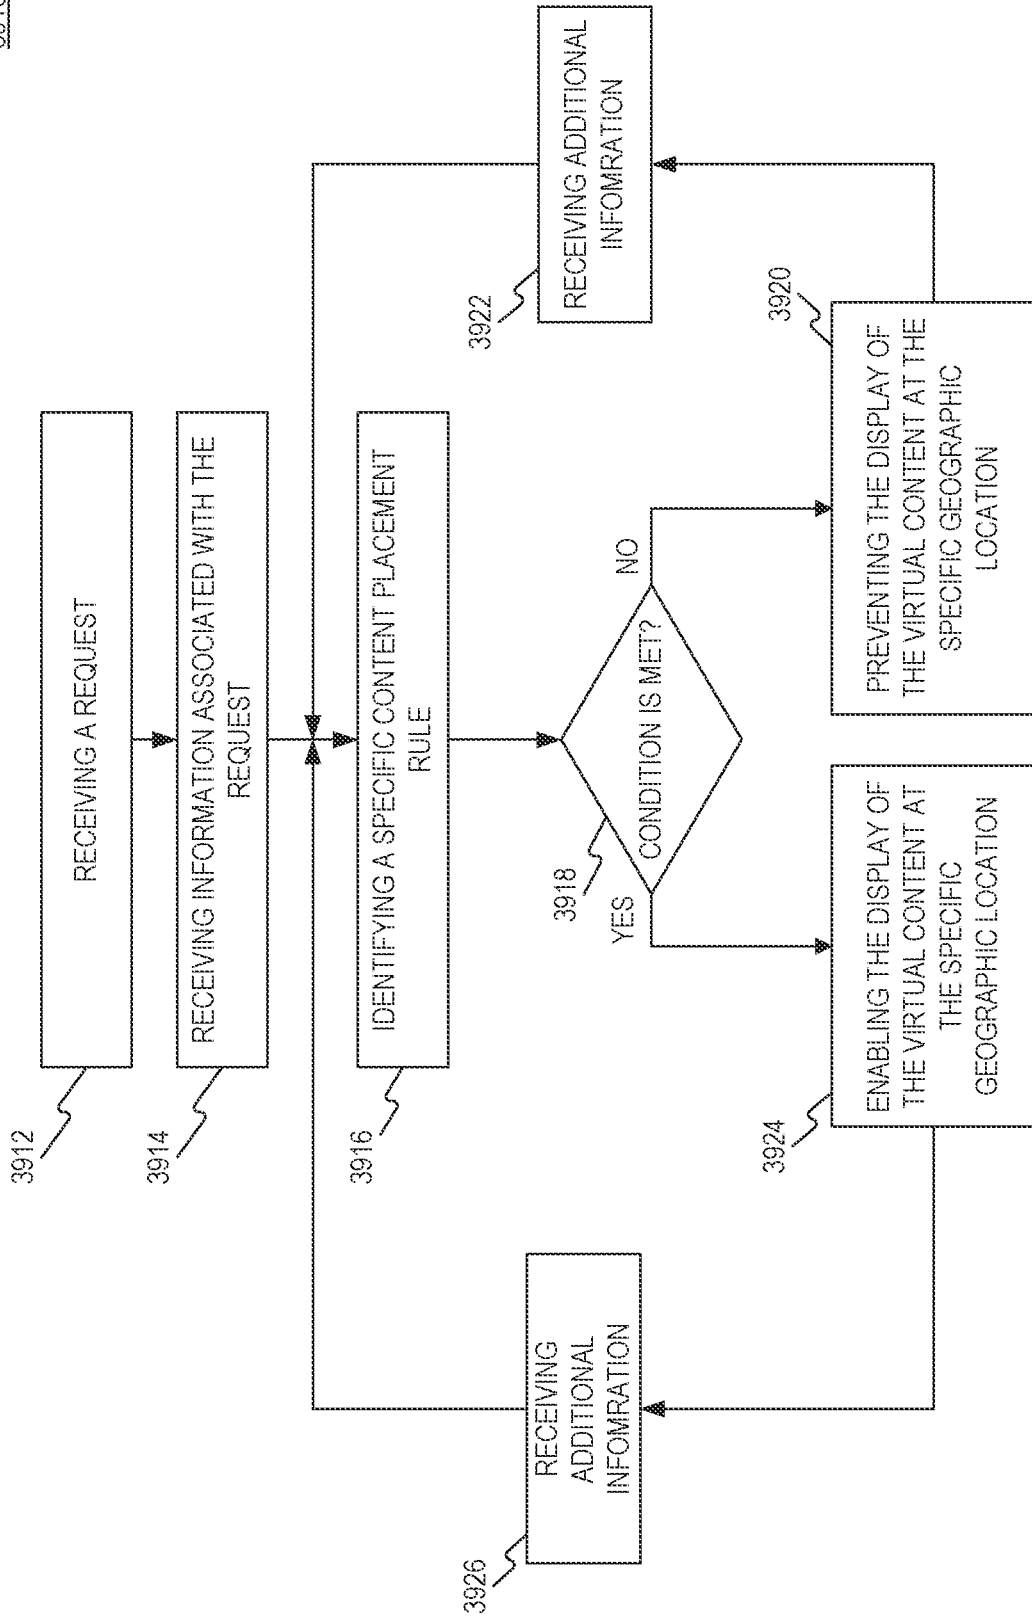 3912
RECEIVING A REQUEST
3914
RECEIVING INFORMATION ASSOCIATED WITH THE
REQUEST
3916
IDENTIFYING A SPECIFIC CONTENT PLACEMENT
RULE
3918
CONDITION IS MET?
YES
NO
3926
RECEIVING
ADDITIONAL
INFOMRATION
3922
RECEIVING ADDITIONAL
INFOMRATION
3924
ENABLING THE DISPLAY OF
THE VIRTUAL CONTENT AT
THE SPECIFIC
GEOGRAPHIC LOCATION
3920
PREVENTING THE DISPLAY OF
THE VIRTUAL CONTENT AT THE
SPECIFIC GEOGRAPHIC
LOCATION